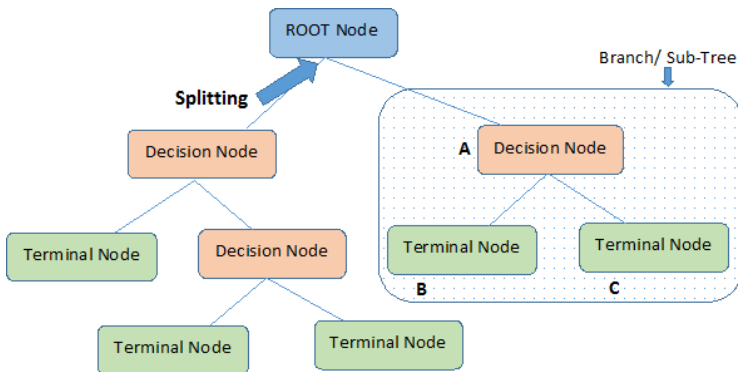 ROOT Node
Branch/ Sub-Tree
Splitting
Decision Node
A
Decision Node
Terminal Node
Decision Node
Terminal Node
Terminal Node
B
C
Terminal Node
Terminal Node